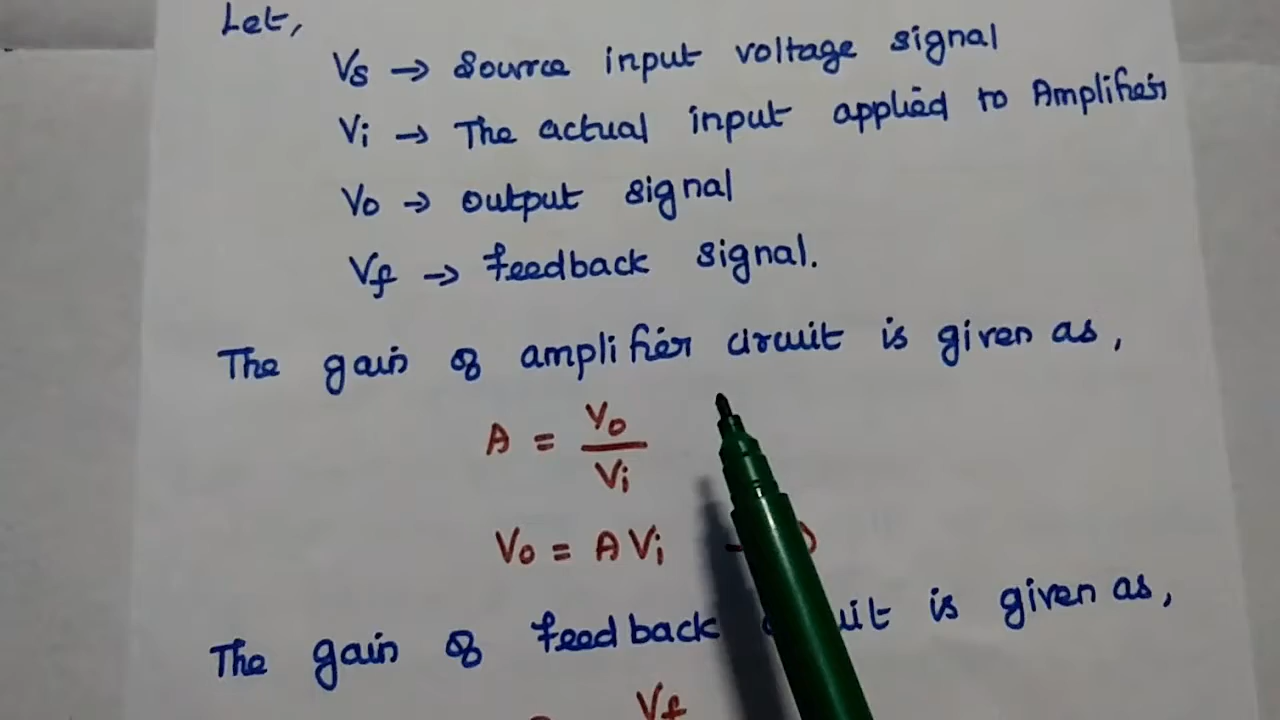 Let,
Vs → Source input voltage signal
Vi → The actual input applied to Amplifier
Vo → output signal
Vf → feedback signal.
The gain of amplifier circuit is given as,
A = Vo / Vi
Vo = A Vi
The gain of feedback is given as,
Vf